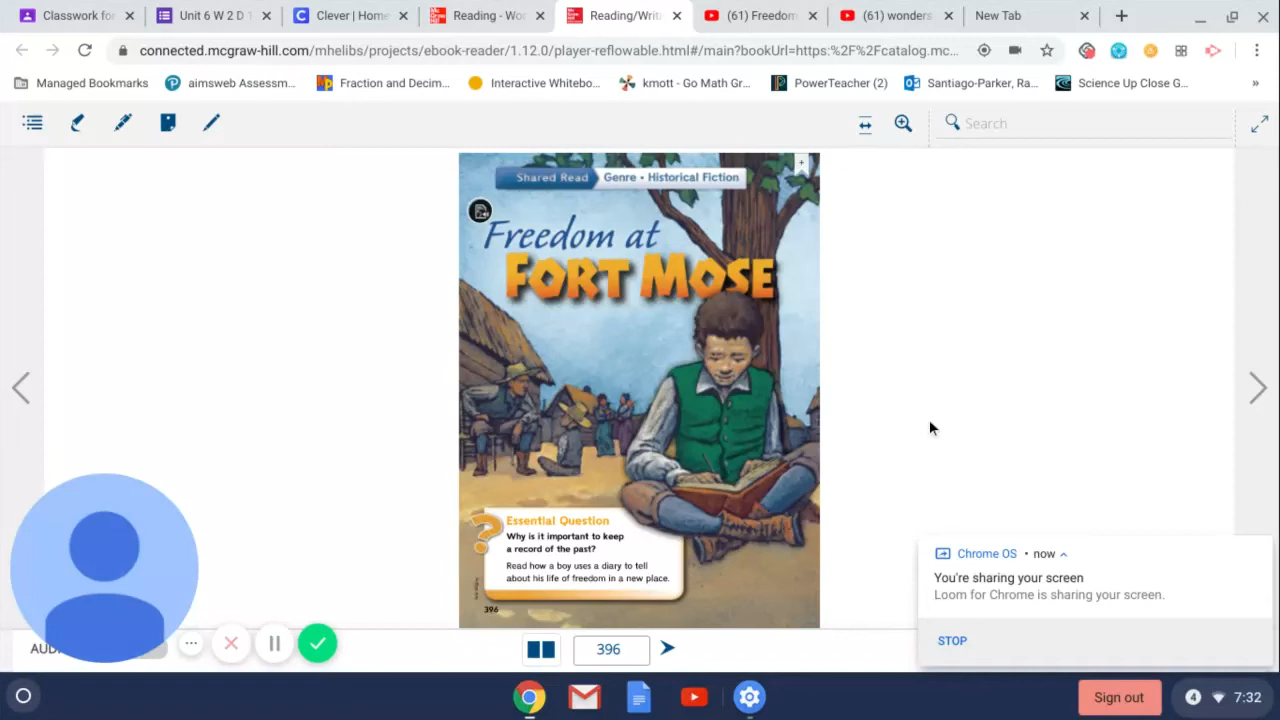 Classwork for
Unit 6 W 2 D
Clever | Home
Reading - Wo
Reading/Writi
(61) Freedom
(61) wonders
New Tab
connected.mcgraw-hill.com/mhelibs/projects/ebook-reader/1.12.0/player-reflowable.html#/main?bookUrl=https:%2F%2Fcatalog.mc...
Managed Bookmarks
aimsweb Assessm...
Fraction and Decim...
Interactive Whitebo...
kmott - Go Math Gr...
PowerTeacher (2)
Santiago-Parker, Ra...
Science Up Close G...
»
Search
Shared Read
Genre • Historical Fiction
Freedom at
FORT MOSE
Essential Question
Why is it important to keep
a record of the past?
Read how a boy uses a diary to tell
about his life of freedom in a new place.
396
Chrome OS • now
You're sharing your screen
Loom for Chrome is sharing your screen.
STOP
AUD
396
Sign out
4
7:32